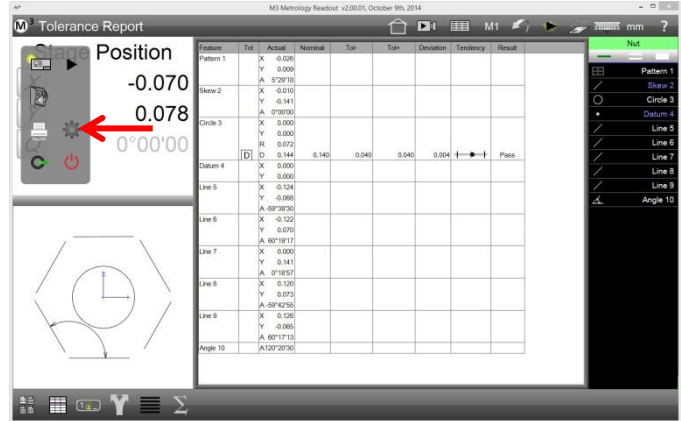 M3 Metrology Readout v2.00.01, October 9th, 2014
M³ Tolerance Report
M1
mm
?
Stage Position
-0.070
0.078
0°00'00
Feature Tol Actual Nominal Tol- Tol+ Deviation Tendency Result
Pattern 1 X -0.026
Y 0.009
A 5°29'18
Skew 2 X -0.010
Y -0.141
A 0°00'00
Circle 3 X 0.000
Y 0.000
R 0.072
D D 0.144 0.140 0.040 0.040 0.004 Pass
Datum 4 X 0.000
Y 0.000
Line 5 X -0.124
Y -0.068
A -59°39'30
Line 6 X -0.122
Y 0.070
A 60°19'17
Line 7 X 0.000
Y 0.141
A 0°18'57
Line 8 X 0.120
Y 0.073
A -59°42'55
Line 9 X 0.126
Y -0.065
A 60°17'13
Angle 10 A 120°20'30
Nut
Pattern 1
Skew 2
Circle 3
Datum 4
Line 5
Line 6
Line 7
Line 8
Line 9
Angle 10